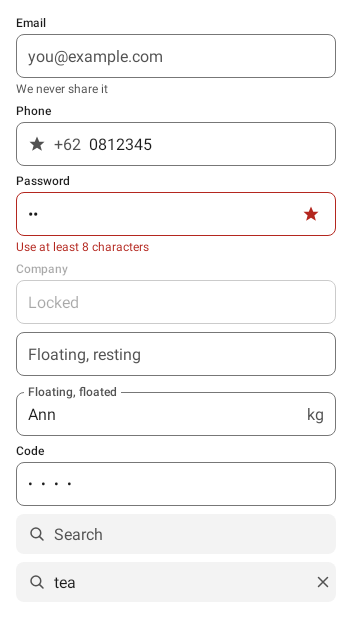 Email
you@example.com
We never share it
Phone
+62 0812345
Password
••
Use at least 8 characters
Company
Locked
Floating, resting
Floating, floated
Ann kg
Code
• • • •
Search
tea